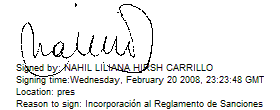 Signed by: NAHIL LILIANA HIRSH CARRILLO
Signing time:Wednesday, February 20 2008, 23:23:48 GMT
Location: pres
Reason to sign: Incorporación al Reglamento de Sanciones